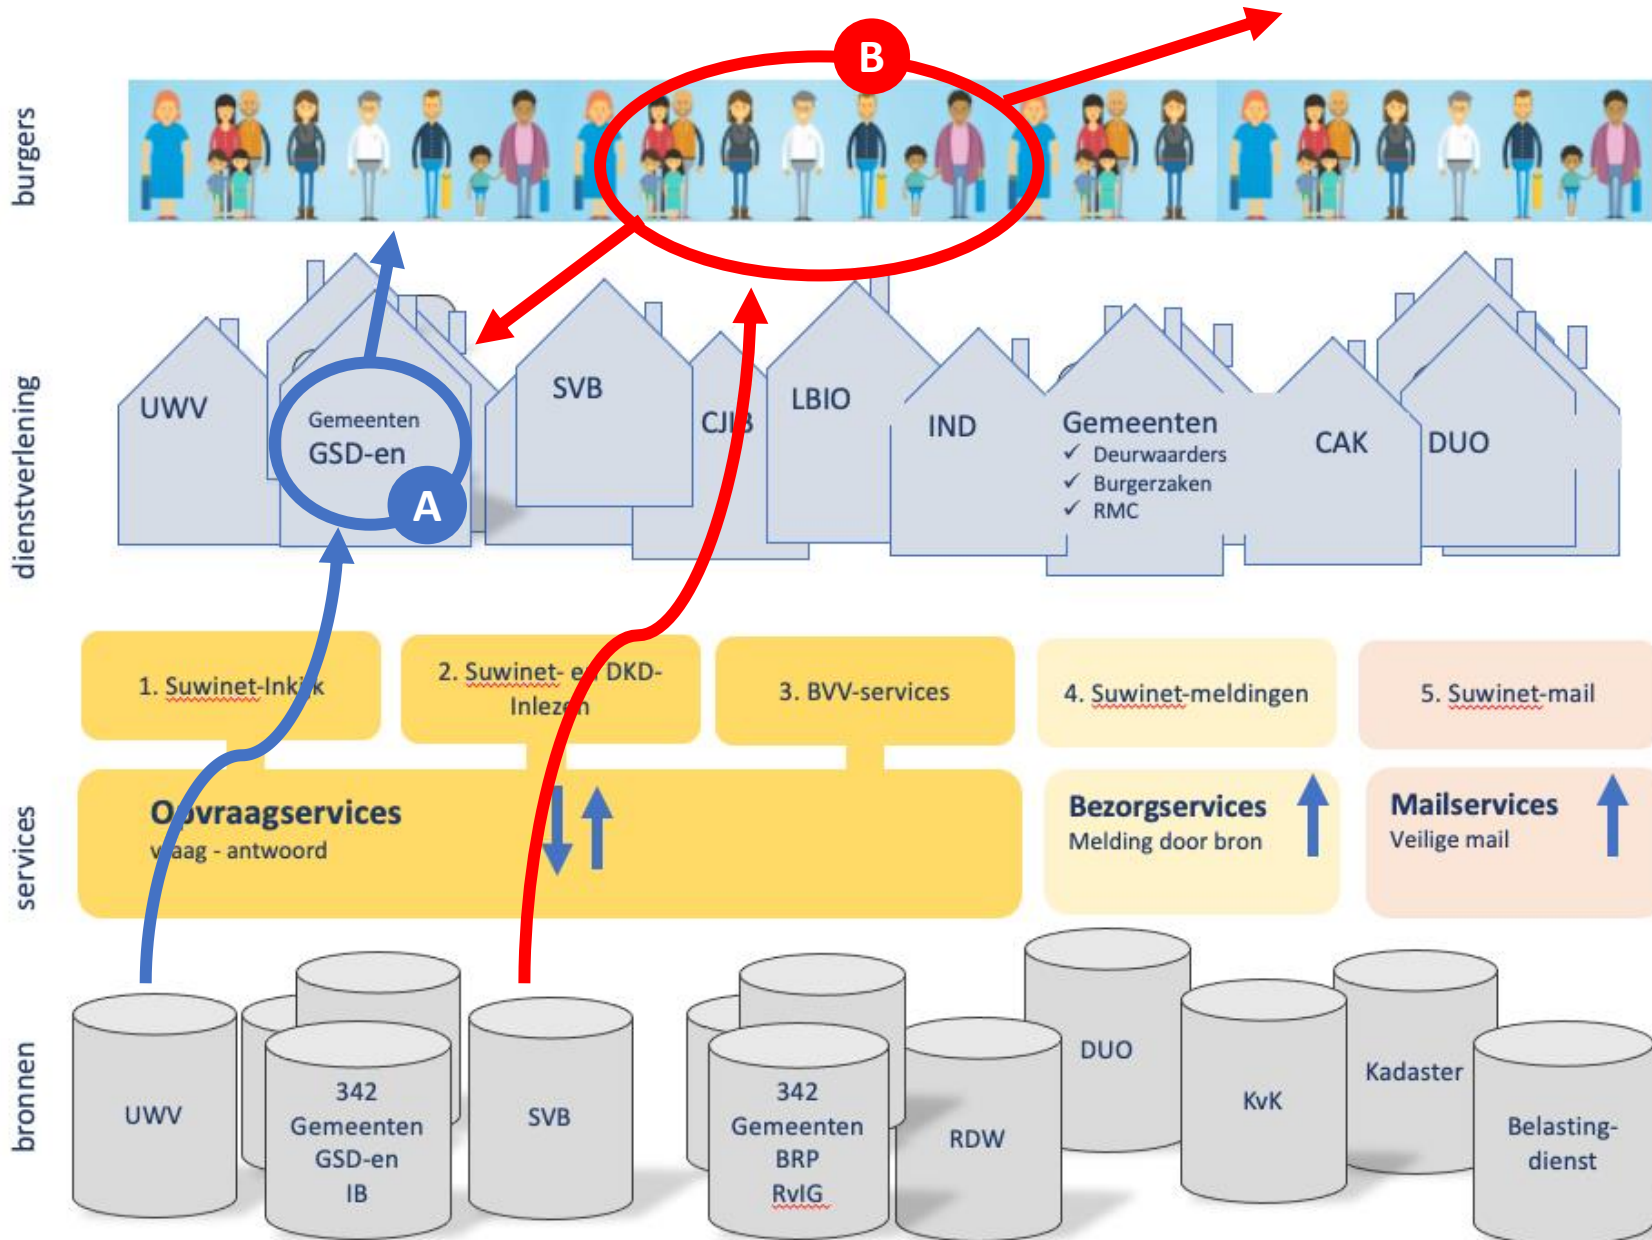 burgers
B
dienstverlening
UWV
Gemeenten
GSD-en
A
SVB
CJIB
LBIO
IND
Gemeenten
✓ Deurwaarders
✓ Burgerzaken
✓ RMC
CAK
DUO
services
1. Suwinet-Inkijk
2. Suwinet- en DKD-
Inlezen
3. BVV-services
4. Suwinet-meldingen
5. Suwinet-mail
Opvraagservices
vraag - antwoord
Bezorgservices
Melding door bron
Mailservices
Veilige mail
bronnen
UWV
342
Gemeenten
GSD-en
IB
SVB
342
Gemeenten
BRP
RvIG
RDW
DUO
KvK
Kadaster
Belasting-
dienst